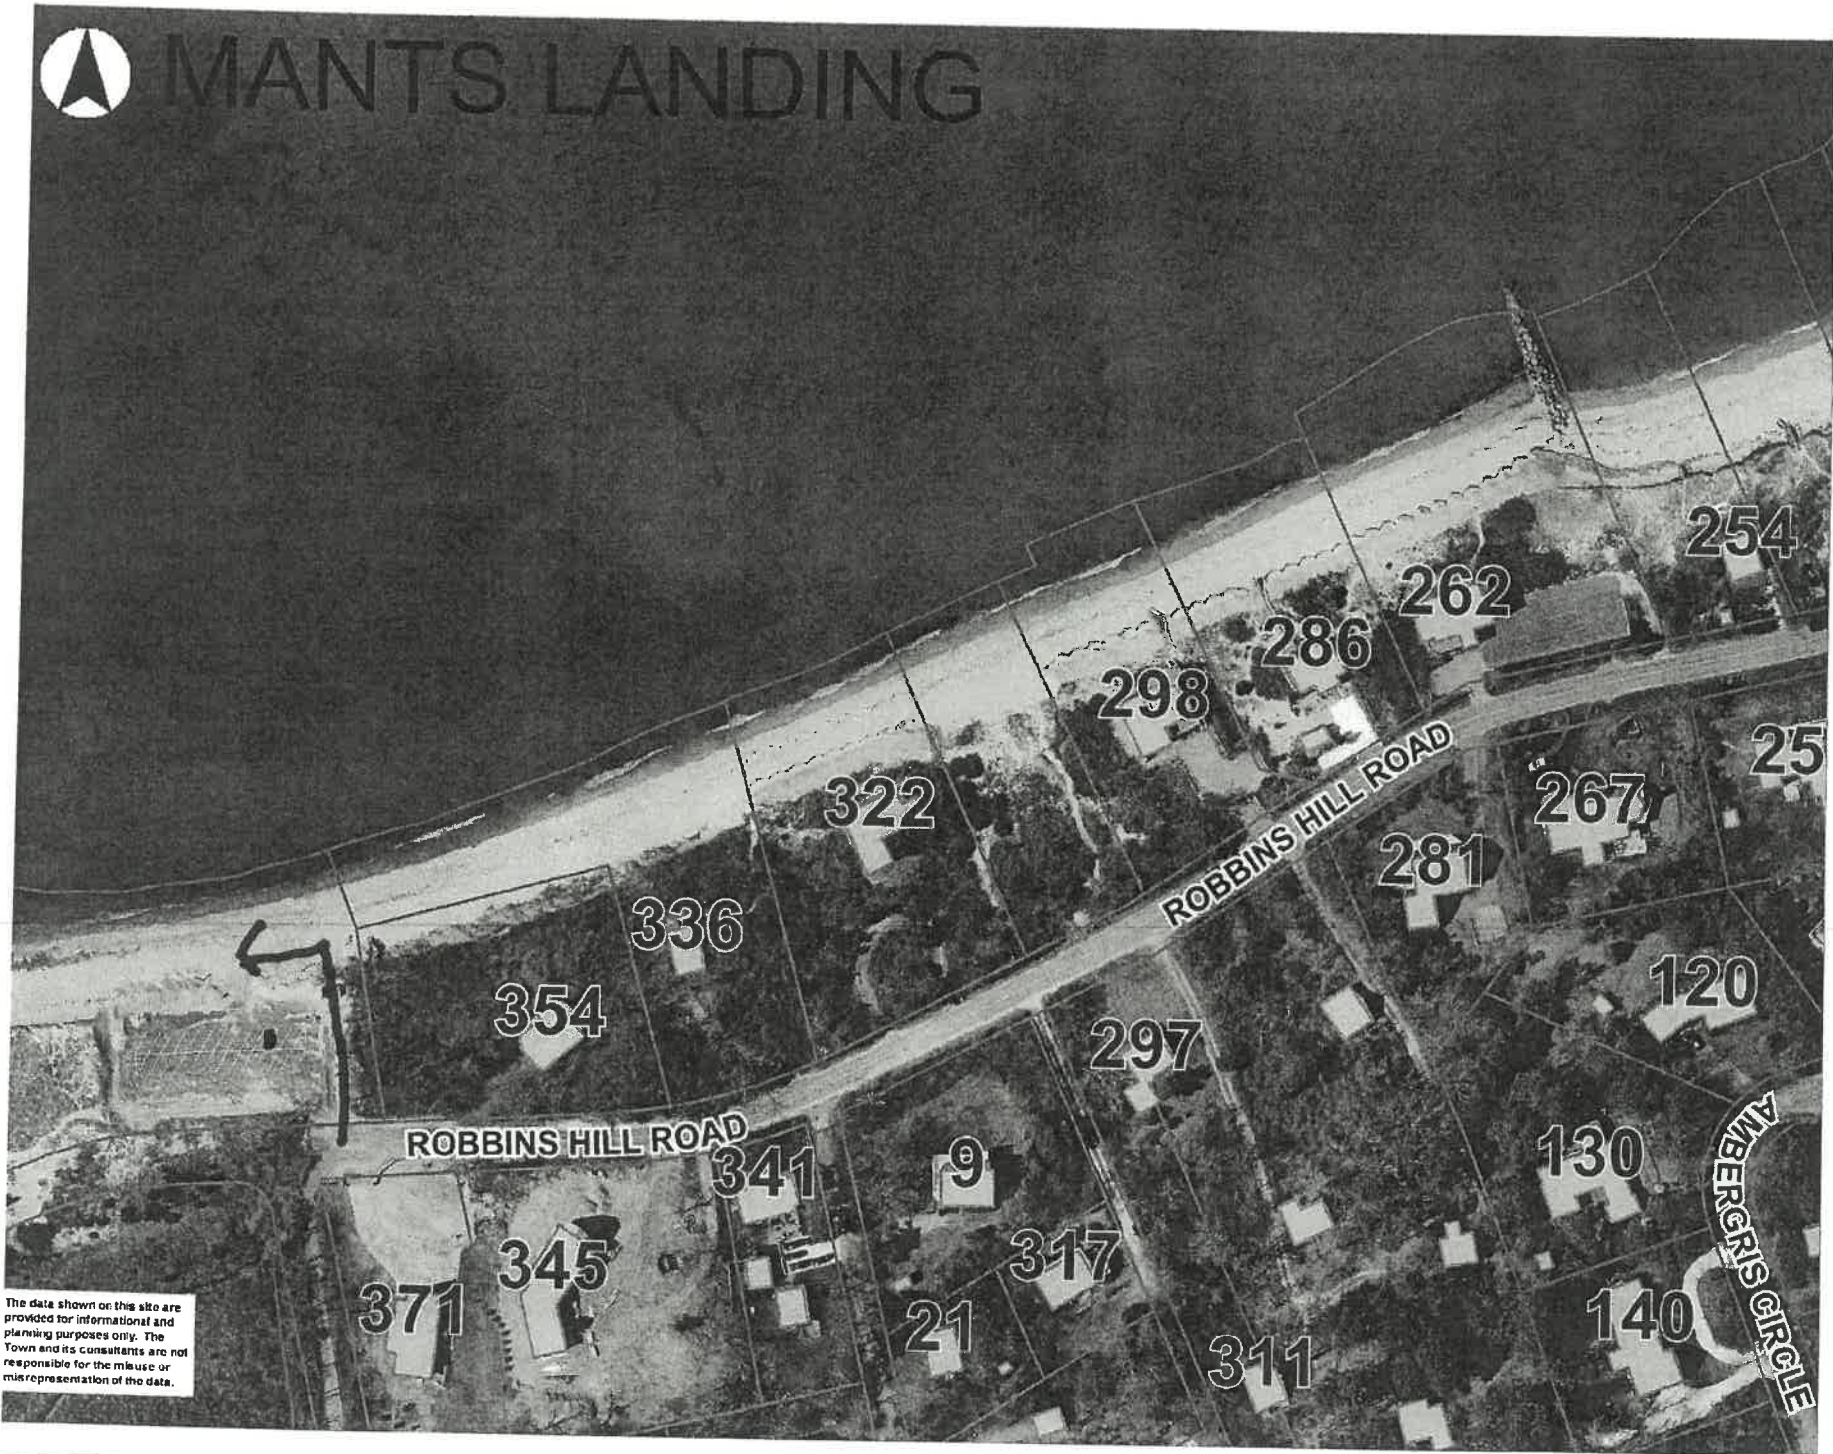 MANTS LANDING
254
262
286
298
25
322
267
ROBBINS HILL ROAD
281
336
120
354
297
ROBBINS HILL ROAD
AMBERGRIS CIRCLE
341
9
130
317
345
371
21
140
311
The data shown on this site are
provided for informational and
planning purposes only. The
Town and its consultants are not
responsible for the misuse or
misrepresentation of the data.